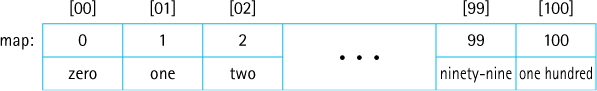 [00] [01] [02] [99] [100]
map: 0 1 2 ... 99 100
zero one two ninety-nine one hundred